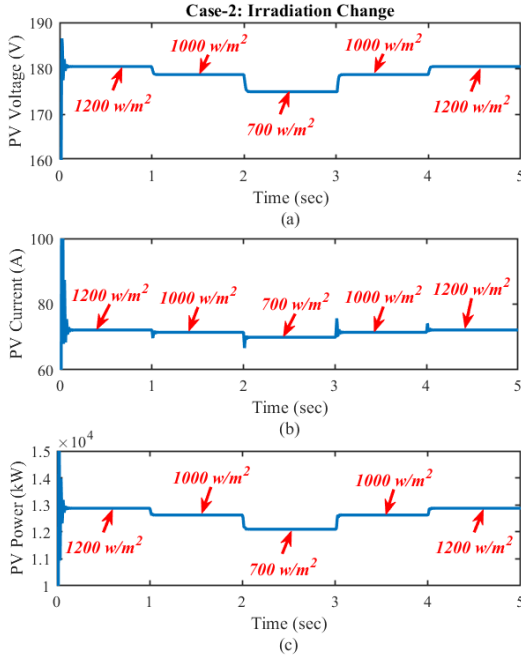 Case-2: Irradiation Change
PV Voltage (V)
190
180
170
160
1200 w/m²
1000 w/m²
700 w/m²
1000 w/m²
1200 w/m²
0 1 2 3 4 5
Time (sec)
(a)
PV Current (A)
100
80
60
1200 w/m²
1000 w/m²
700 w/m²
1000 w/m²
1200 w/m²
0 1 2 3 4 5
Time (sec)
(b)
PV Power (kW)
× 10⁴
1.5
1.4
1.3
1.2
1.1
1
1200 w/m²
1000 w/m²
700 w/m²
1000 w/m²
1200 w/m²
0 1 2 3 4 5
Time (sec)
(c)